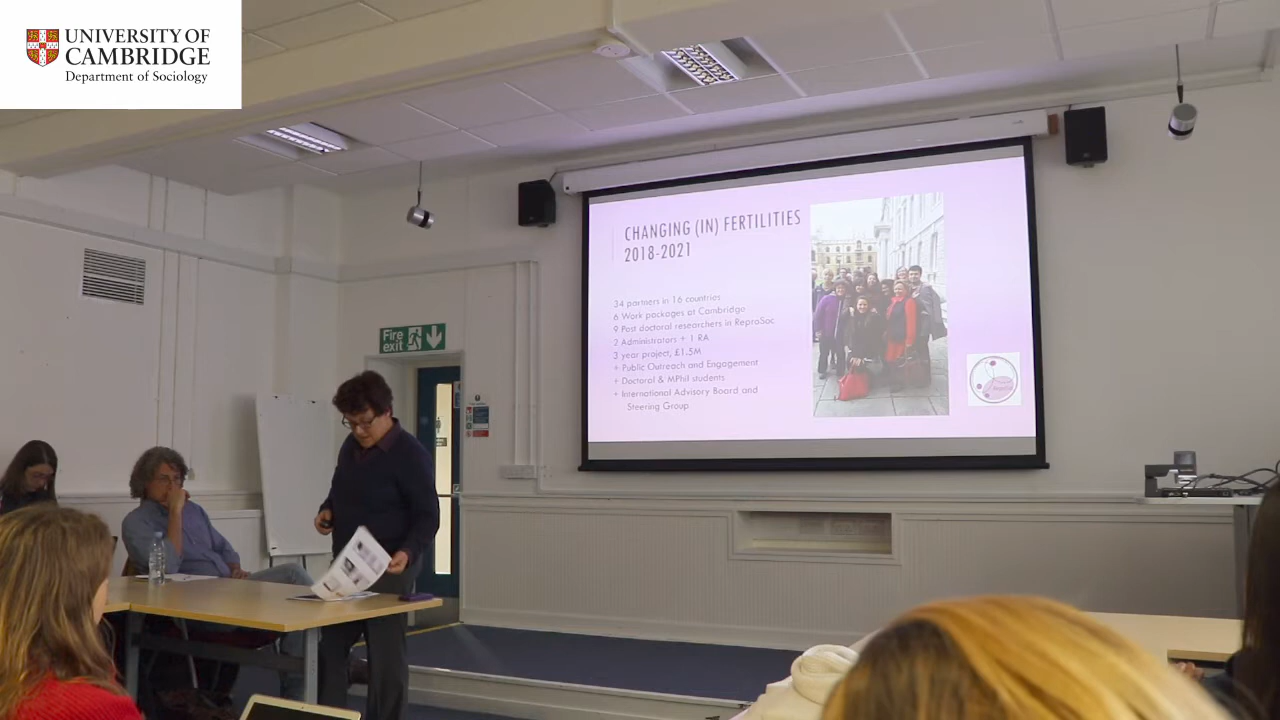 UNIVERSITY OF
CAMBRIDGE
Department of Sociology
CHANGING (IN) FERTILITIES
2018-2021
34 partners in 16 countries
6 Work packages at Cambridge
9 Post doctoral researchers in ReproSoc
2 Administrators + 1 RA
3 year project, £1.5M
+ Public Outreach and Engagement
+ Doctoral & MPhil students
+ International Advisory Board and
Steering Group
Fire
exit